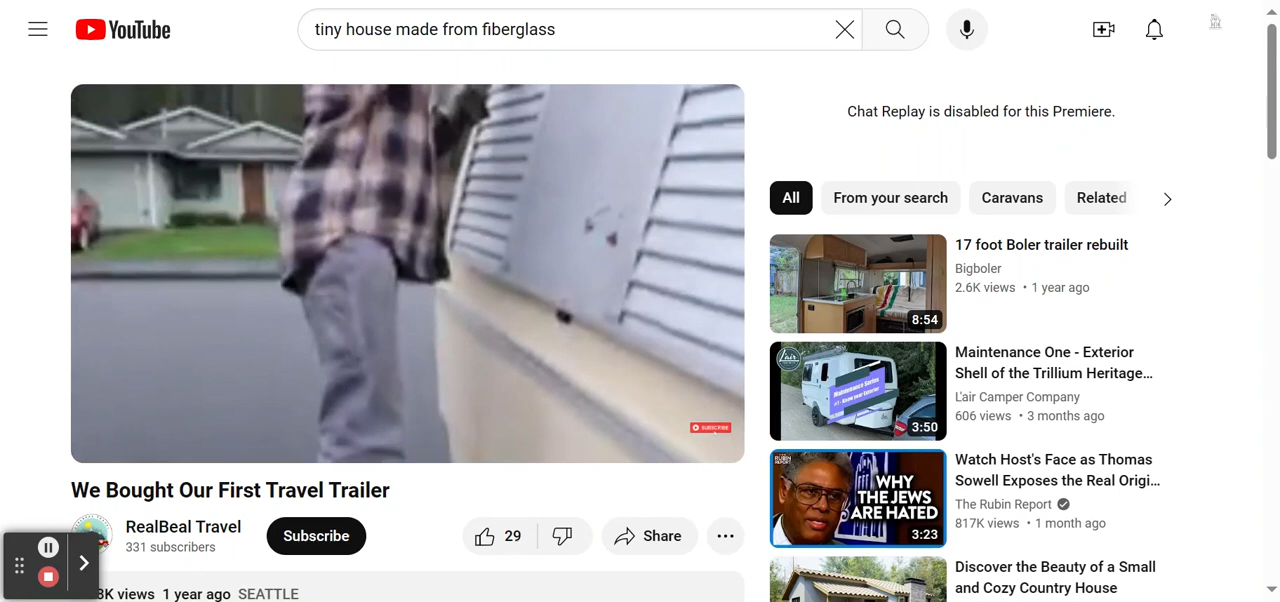 YouTube
tiny house made from fiberglass
Chat Replay is disabled for this Premiere.
All From your search Caravans Related
17 foot Boler trailer rebuilt
Bigboler
2.6K views • 1 year ago
8:54
Maintenance One - Exterior
Shell of the Trillium Heritage...
L'air Camper Company
606 views • 3 months ago
Maintenance Series
3:50
Watch Host's Face as Thomas
Sowell Exposes the Real Origi...
The Rubin Report
817K views • 1 month ago
RUBIN
REPORT
WHY
THE JEWS
ARE HATED
3:23
Discover the Beauty of a Small
and Cozy Country House
SUBSCRIBE
We Bought Our First Travel Trailer
RealBeal Travel
331 subscribers
Subscribe
29
Share
views 1 year ago SEATTLE